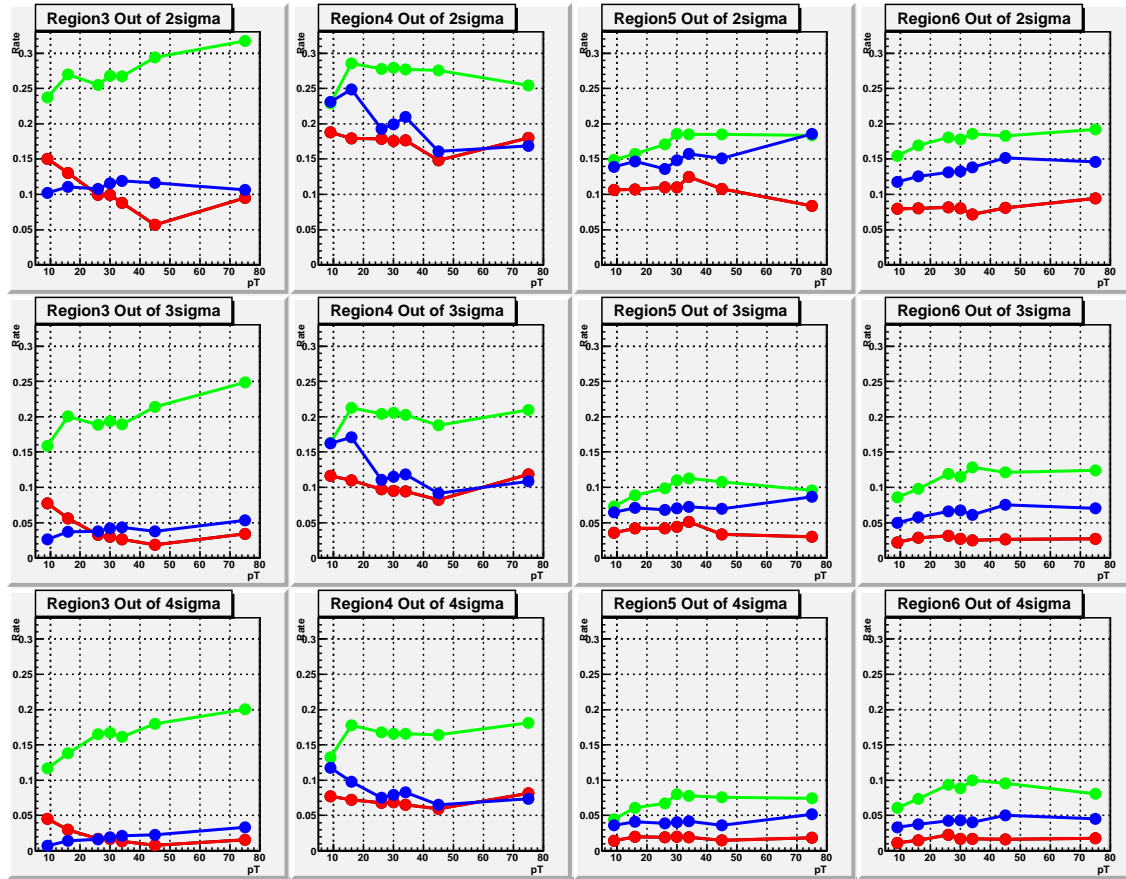 Region3 Out of 2sigma
Rate
0.3
0.25
0.2
0.15
0.1
0.05
0
10 20 30 40 50 60 70 80
pT
Region4 Out of 2sigma
Rate
0.3
0.25
0.2
0.15
0.1
0.05
0
10 20 30 40 50 60 70 80
pT
Region5 Out of 2sigma
Rate
0.3
0.25
0.2
0.15
0.1
0.05
0
10 20 30 40 50 60 70 80
pT
Region6 Out of 2sigma
Rate
0.3
0.25
0.2
0.15
0.1
0.05
0
10 20 30 40 50 60 70 80
pT
Region3 Out of 3sigma
Rate
0.3
0.25
0.2
0.15
0.1
0.05
0
10 20 30 40 50 60 70 80
pT
Region4 Out of 3sigma
Rate
0.3
0.25
0.2
0.15
0.1
0.05
0
10 20 30 40 50 60 70 80
pT
Region5 Out of 3sigma
Rate
0.3
0.25
0.2
0.15
0.1
0.05
0
10 20 30 40 50 60 70 80
pT
Region6 Out of 3sigma
Rate
0.3
0.25
0.2
0.15
0.1
0.05
0
10 20 30 40 50 60 70 80
pT
Region3 Out of 4sigma
Rate
0.3
0.25
0.2
0.15
0.1
0.05
0
10 20 30 40 50 60 70 80
pT
Region4 Out of 4sigma
Rate
0.3
0.25
0.2
0.15
0.1
0.05
0
10 20 30 40 50 60 70 80
pT
Region5 Out of 4sigma
Rate
0.3
0.25
0.2
0.15
0.1
0.05
0
10 20 30 40 50 60 70 80
pT
Region6 Out of 4sigma
Rate
0.3
0.25
0.2
0.15
0.1
0.05
0
10 20 30 40 50 60 70 80
pT